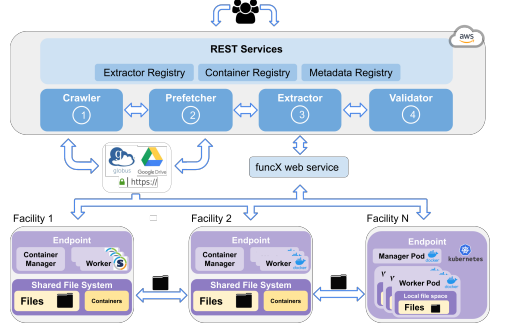 aws
REST Services
Extractor Registry
Container Registry
Metadata Registry
Crawler
1
Prefetcher
2
Extractor
3
Validator
4
globus
Google Drive
https://
funcX web service
Facility 1
Facility 2
Facility N
Endpoint
Container Manager
Worker
Shared File System
Files
Containers
Endpoint
Container Manager
Worker
docker
Shared File System
Files
Containers
Endpoint
Manager Pod
docker
kubernetes
Worker Pod
docker
Local file space
Files